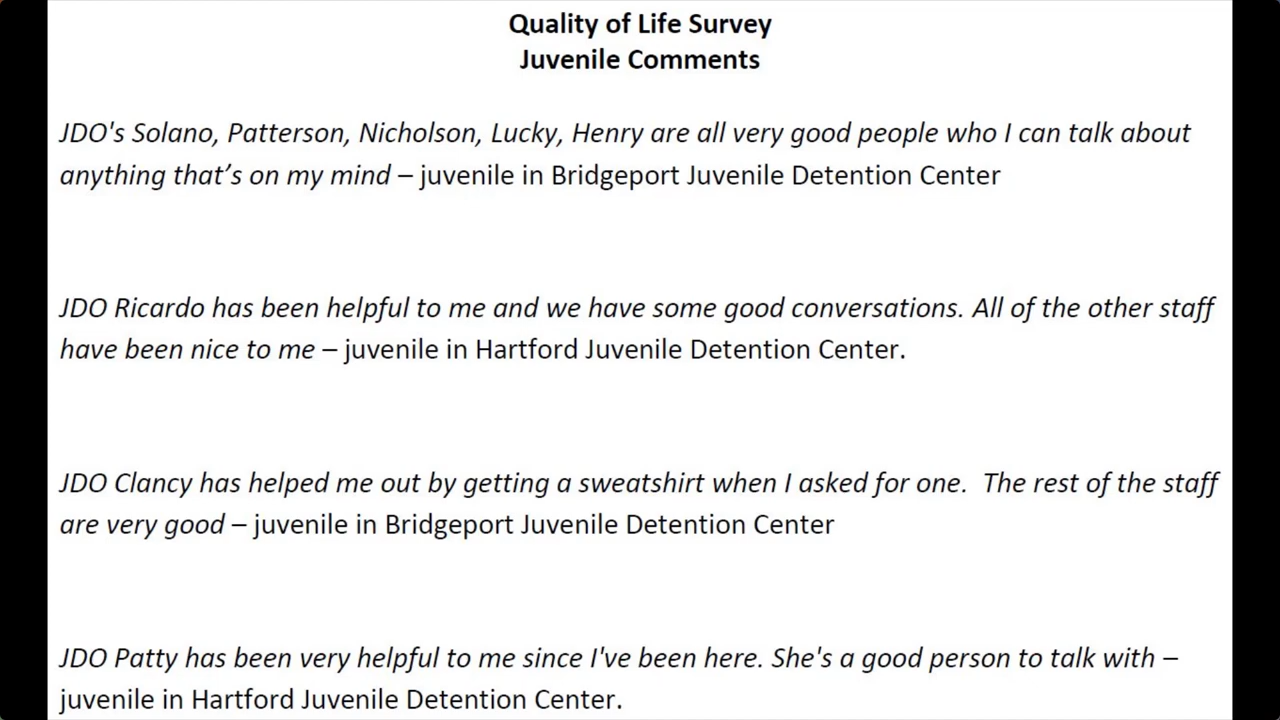 Quality of Life Survey
Juvenile Comments
JDO's Solano, Patterson, Nicholson, Lucky, Henry are all very good people who I can talk about
anything that’s on my mind – juvenile in Bridgeport Juvenile Detention Center
JDO Ricardo has been helpful to me and we have some good conversations. All of the other staff
have been nice to me – juvenile in Hartford Juvenile Detention Center.
JDO Clancy has helped me out by getting a sweatshirt when I asked for one.  The rest of the staff
are very good – juvenile in Bridgeport Juvenile Detention Center
JDO Patty has been very helpful to me since I've been here. She's a good person to talk with –
juvenile in Hartford Juvenile Detention Center.